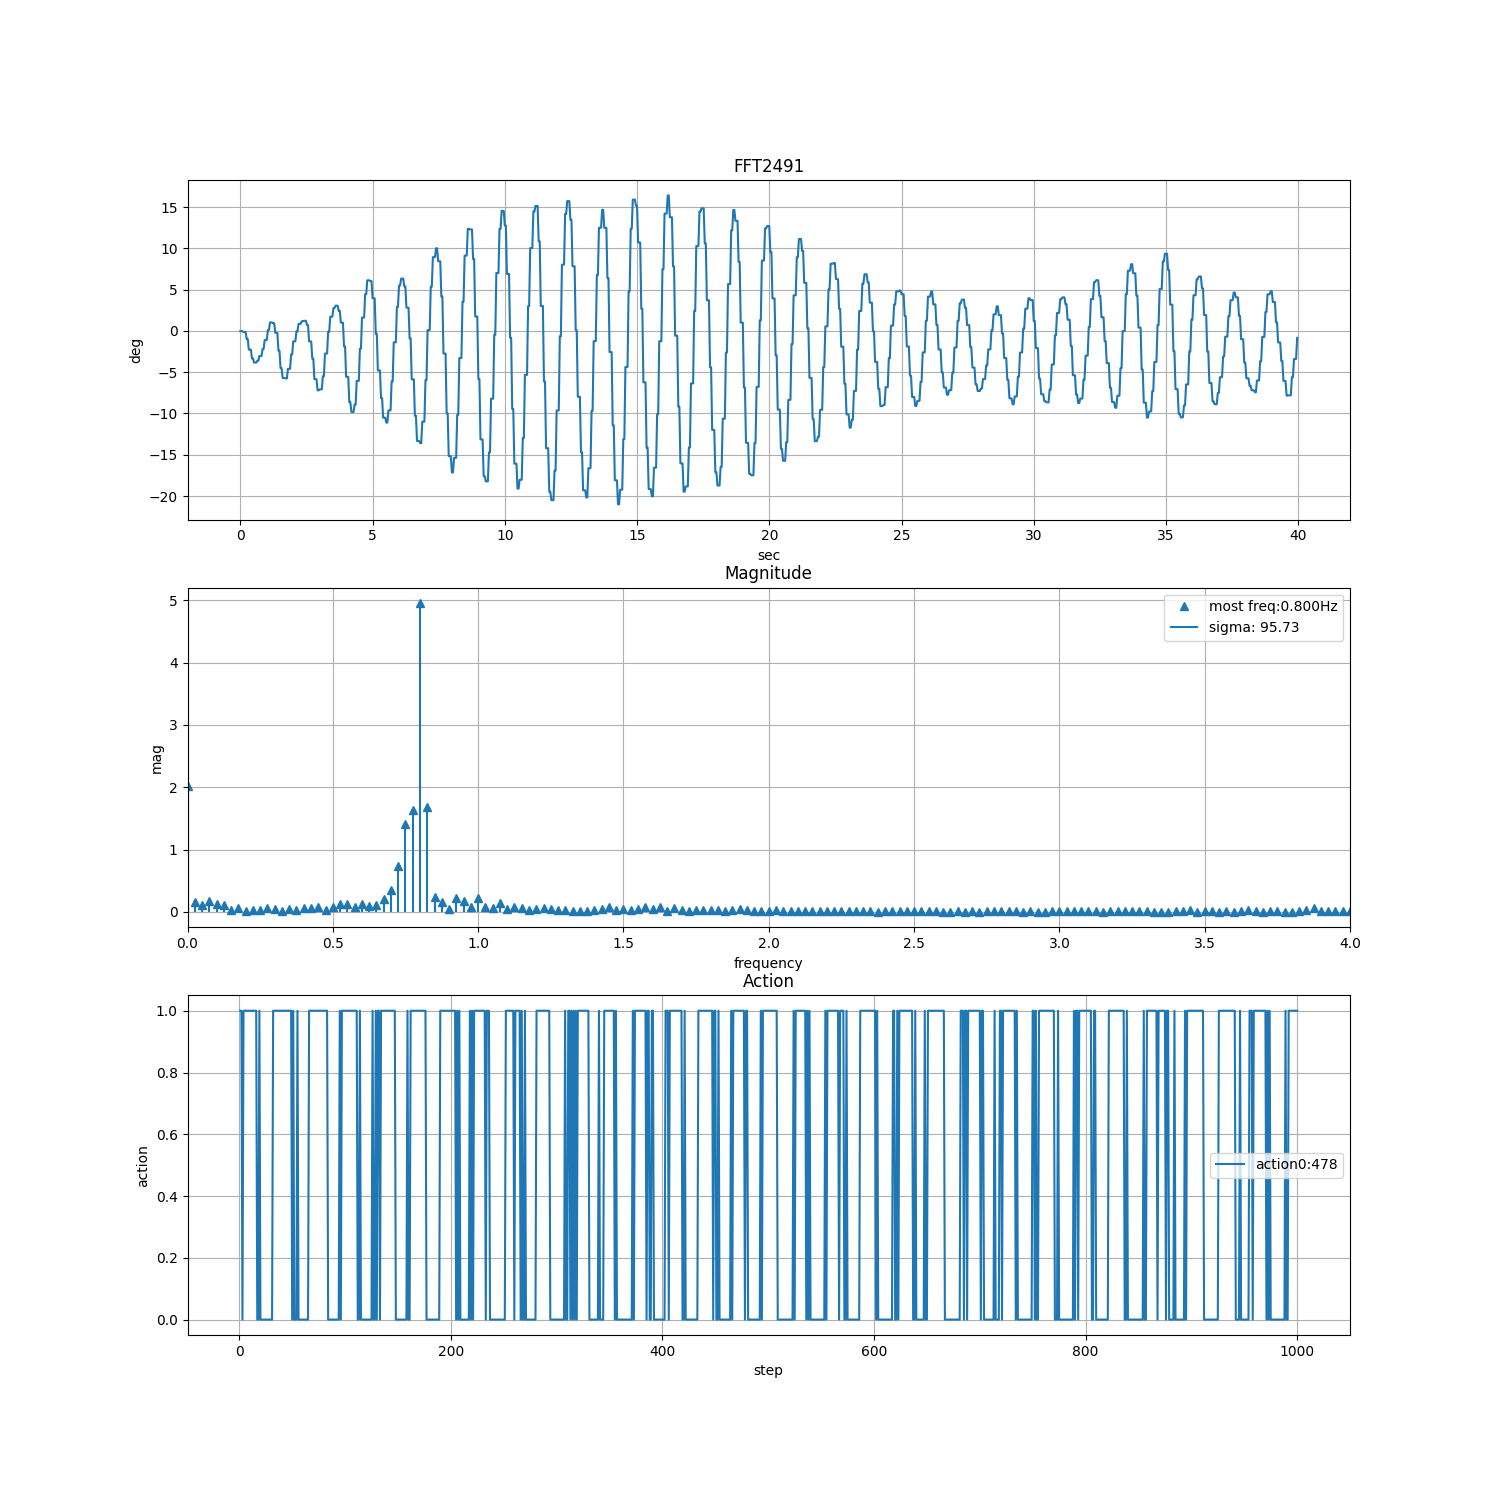 FFT2491
15
10
5
0
−5
−10
−15
−20
deg
0 5 10 15 20 25 30 35 40
sec
Magnitude
5
4
3
2
1
0
mag
most freq:0.800Hz
sigma: 95.73
0.0 0.5 1.0 1.5 2.0 2.5 3.0 3.5 4.0
frequency
Action
1.0
0.8
0.6
0.4
0.2
0.0
action
action0:478
0 200 400 600 800 1000
step